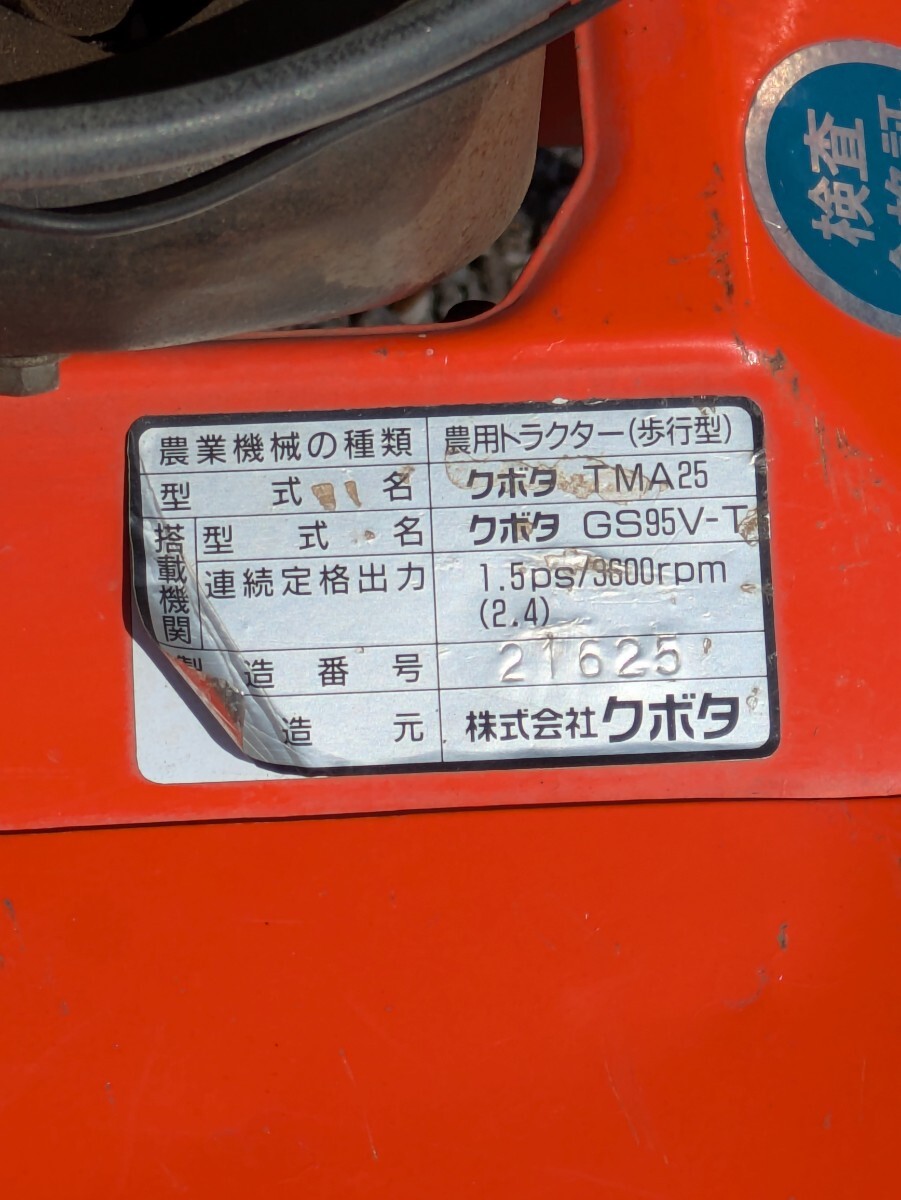 検査
農業機械の種類 農用トラクター(歩行型)
型式名 クボタ TMA25
搭載機関 型式名 クボタ GS95V-T
連続定格出力 1.5ps/3600rpm
(2.4)
造番号 21625
造元 株式会社クボタ